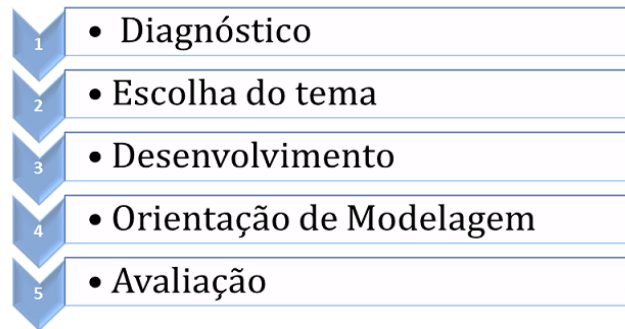 1 • Diagnóstico
2 • Escolha do tema
3 • Desenvolvimento
4 • Orientação de Modelagem
5 • Avaliação